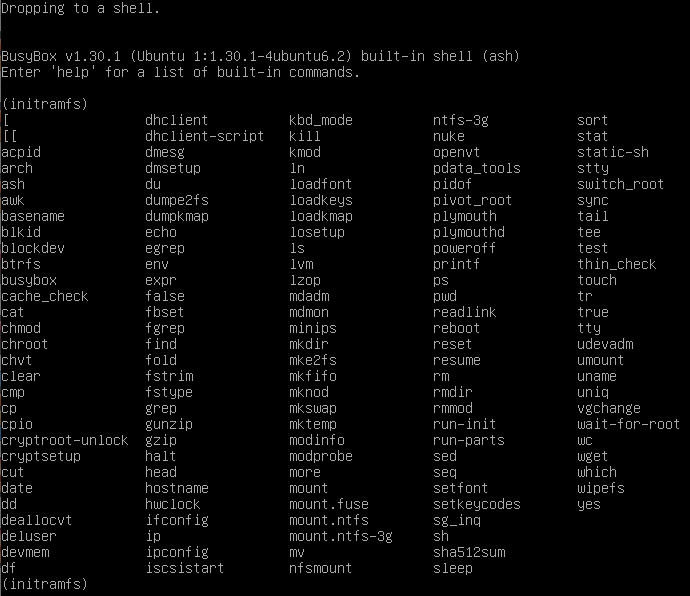 Dropping to a shell.
BusyBox v1.30.1 (Ubuntu 1:1.30.1-4ubuntu6.2) built-in shell (ash)
Enter 'help' for a list of built-in commands.
(initramfs)
[ dhclient kbd_mode ntfs-3g sort
[[ dhclient-script kill nuke stat
acpid dmesg kmod openvt static-sh
arch dmsetup ln pdata_tools stty
ash du loadfont pidof switch_root
awk dumpe2fs loadkeys pivot_root sync
basename dumpkmap loadkmap plymouth tail
blkid echo losetup plymouthd tee
blockdev egrep ls poweroff test
btrfs env lvm printf thin_check
busybox expr lzop ps touch
cache_check false mdadm pwd tr
cat fbset mdmon readlink true
chmod fgrep minips reboot tty
chroot find mkdir reset udevadm
chvt fold mke2fs resume umount
clear fstrim mkfifo rm uname
cmp fstype mknod rmdir uniq
cp grep mkswap rmmod vgchange
cpio gunzip mktemp run-init wait-for-root
cryptroot-unlock gzip modinfo run-parts wc
cryptsetup halt modprobe sed wget
cut head more seq which
date hostname mount setfont wipefs
dd hwclock mount.fuse setkeycodes yes
deallocvt ifconfig mount.ntfs sg_inq
deluser ip mount.ntfs-3g sh
devmem ipconfig mv sha512sum
df iscsistart nfsmount sleep
(initramfs)